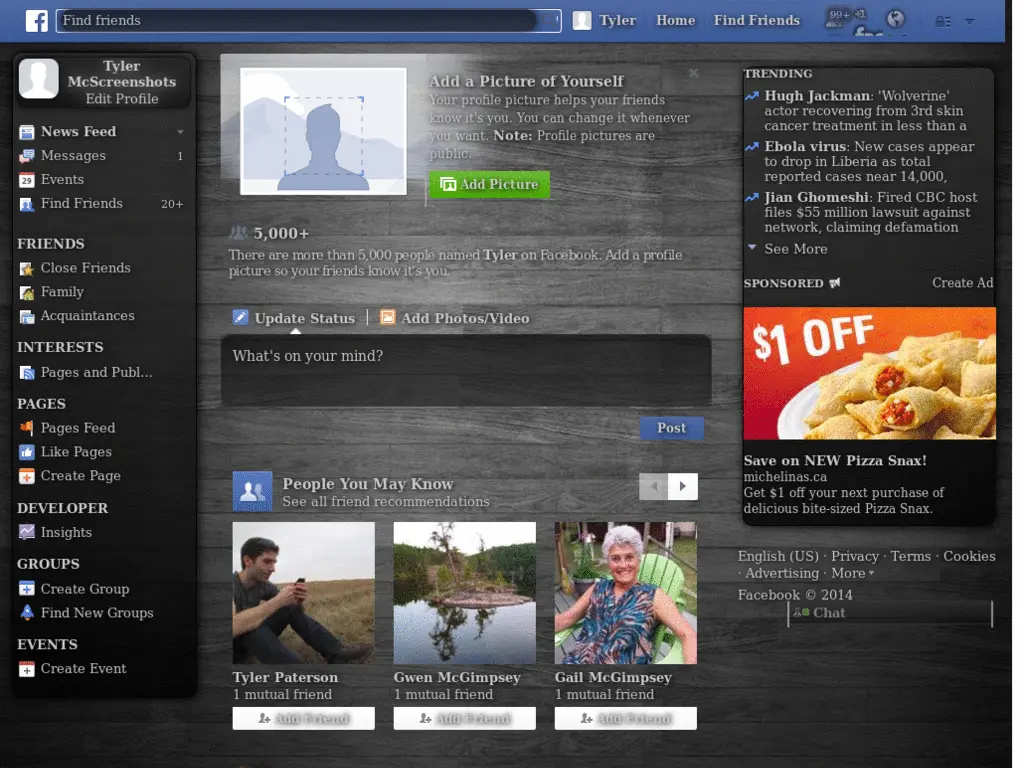 f Find friends Tyler Home Find Friends 99+ +1
Tyler
McScreenshots
Edit Profile
News Feed
Messages 1
29 Events
Find Friends 20+
FRIENDS
Close Friends
Family
Acquaintances
INTERESTS
Pages and Publ...
PAGES
Pages Feed
Like Pages
Create Page
DEVELOPER
Insights
GROUPS
Create Group
Find New Groups
EVENTS
Create Event
Add a Picture of Yourself
Your profile picture helps your friends
know it's you. You can change it whenever
you want. Note: Profile pictures are
public.
Add Picture
5,000+
There are more than 5,000 people named Tyler on Facebook. Add a profile
picture so your friends know it's you.
Update Status Add Photos/Video
What's on your mind?
Post
People You May Know
See all friend recommendations
Tyler Paterson
1 mutual friend
Add Friend
Gwen McGimpsey
1 mutual friend
Add Friend
Gail McGimpsey
1 mutual friend
Add Friend
TRENDING
Hugh Jackman: 'Wolverine'
actor recovering from 3rd skin
cancer treatment in less than a
Ebola virus: New cases appear
to drop in Liberia as total
reported cases near 14,000,
Jian Ghomeshi: Fired CBC host
files $55 million lawsuit against
network, claiming defamation
See More
SPONSORED Create Ad
$1 OFF
Save on NEW Pizza Snax!
michelinas.ca
Get $1 off your next purchase of
delicious bite-sized Pizza Snax.
English (US) · Privacy · Terms · Cookies
· Advertising · More
Facebook © 2014
Chat